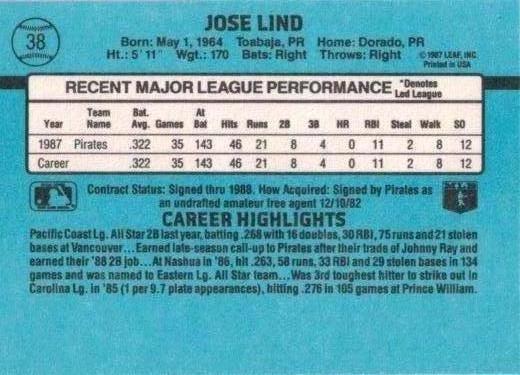 38
JOSE LIND
Born: May 1, 1964 Toabaja, PR Home: Dorado, PR
Ht.: 5' 11" Wgt.: 170 Bats: Right Throws: Right
© 1987 LEAF, INC.
Printed in USA
RECENT MAJOR LEAGUE PERFORMANCE *Denotes Led League
Year Team Name Bat. Avg. Games At Bat Hits Runs 2B 3B HR RBI Steal Walk SO
1987 Pirates .322 35 143 46 21 8 4 0 11 2 8 12
Career .322 35 143 46 21 8 4 0 11 2 8 12
Contract Status: Signed thru 1988. How Acquired: Signed by Pirates as
an undrafted amateur free agent 12/10/82
CAREER HIGHLIGHTS
Pacific Coast Lg. All Star 2B last year, batting .268 with 16 doubles, 30 RBI, 75 runs and 21 stolen
bases at Vancouver...Earned late-season call-up to Pirates after their trade of Johnny Ray and
earned their '88 2B job...At Nashua in '86, hit .263, 58 runs, 33 RBI and 29 stolen bases in 134
games and was named to Eastern Lg. All Star team...Was 3rd toughest hitter to strike out in
Carolina Lg. in '85 (1 per 9.7 plate appearances), hitting .276 in 105 games at Prince William.